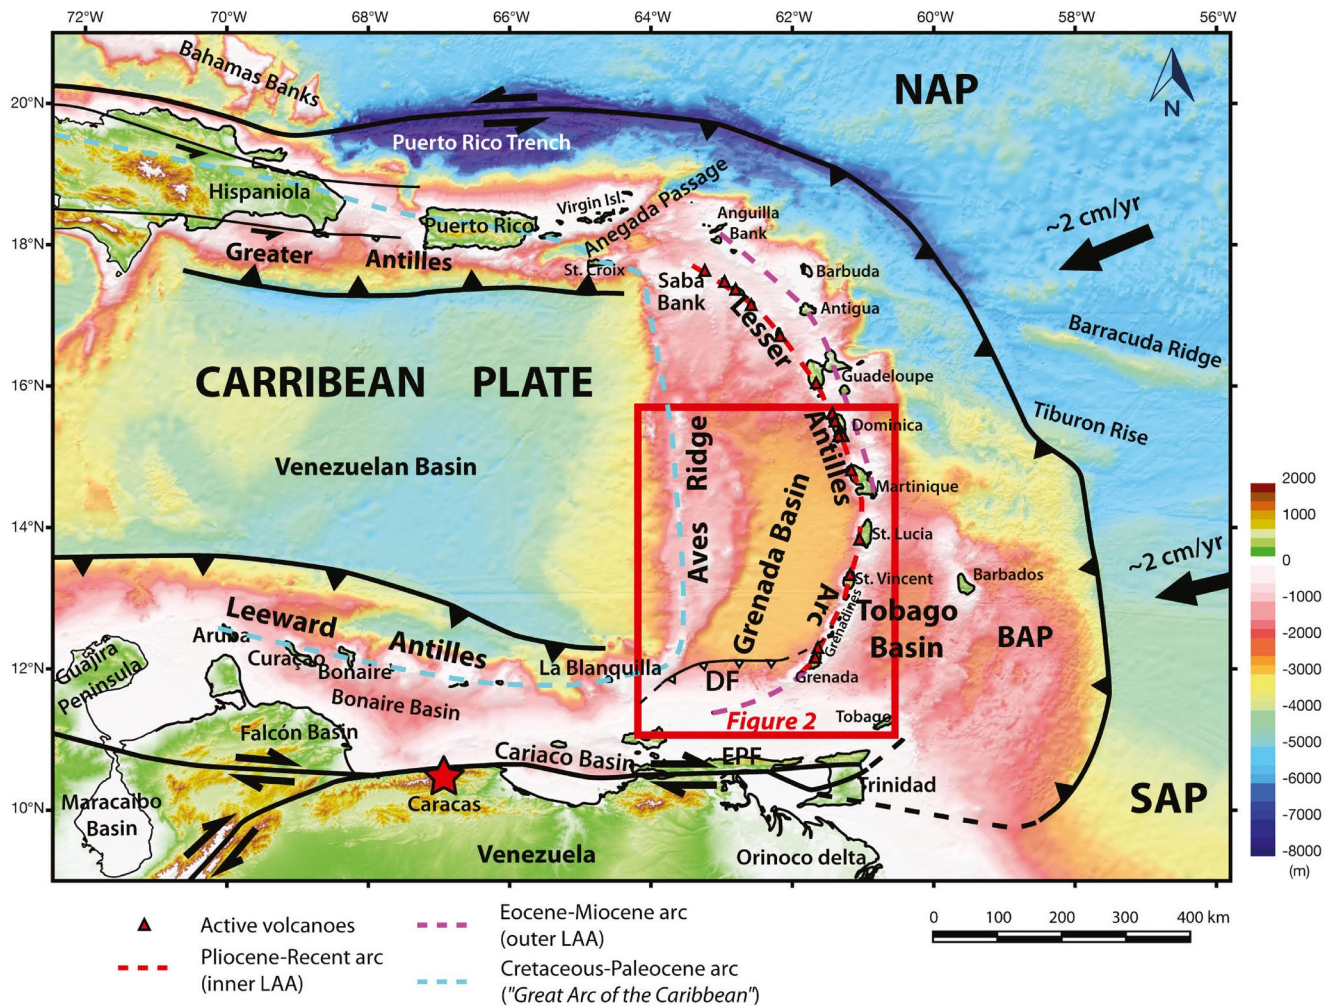 72°W
70°W
68°W
66°W
64°W
62°W
60°W
58°W
56°W
20°N
18°N
16°N
14°N
12°N
10°N
Bahamas Banks
NAP
N
Puerto Rico Trench
Hispaniola
Puerto Rico
Virgin Isl.
Anegada Passage
Anguilla
Bank
~2 cm/yr
Greater Antilles
St. Croix
Saba
Bank
Barbuda
Antigua
Lesser
Antilles
Arc
Barracuda Ridge
CARRIBEAN PLATE
Guadeloupe
Tiburon Rise
Dominica
Venezuelan Basin
Aves Ridge
Grenada Basin
Martinique
St. Lucia
~2 cm/yr
St. Vincent
Barbados
Grenadines
Tobago
Basin
BAP
Leeward Antilles
Aruba
Curaçao
Bonaire
La Blanquilla
Guajira
Peninsula
Bonaire Basin
DF
Grenada
Figure 2
Tobago
Falcón Basin
Cariaco Basin
EPF
Trinidad
Maracaibo
Basin
Caracas
SAP
Venezuela
Orinoco delta
2000
1000
0
-1000
-2000
-3000
-4000
-5000
-6000
-7000
-8000
(m)
Active volcanoes
Pliocene-Recent arc
(inner LAA)
Eocene-Miocene arc
(outer LAA)
Cretaceous-Paleocene arc
("Great Arc of the Caribbean")
0 100 200 300 400 km